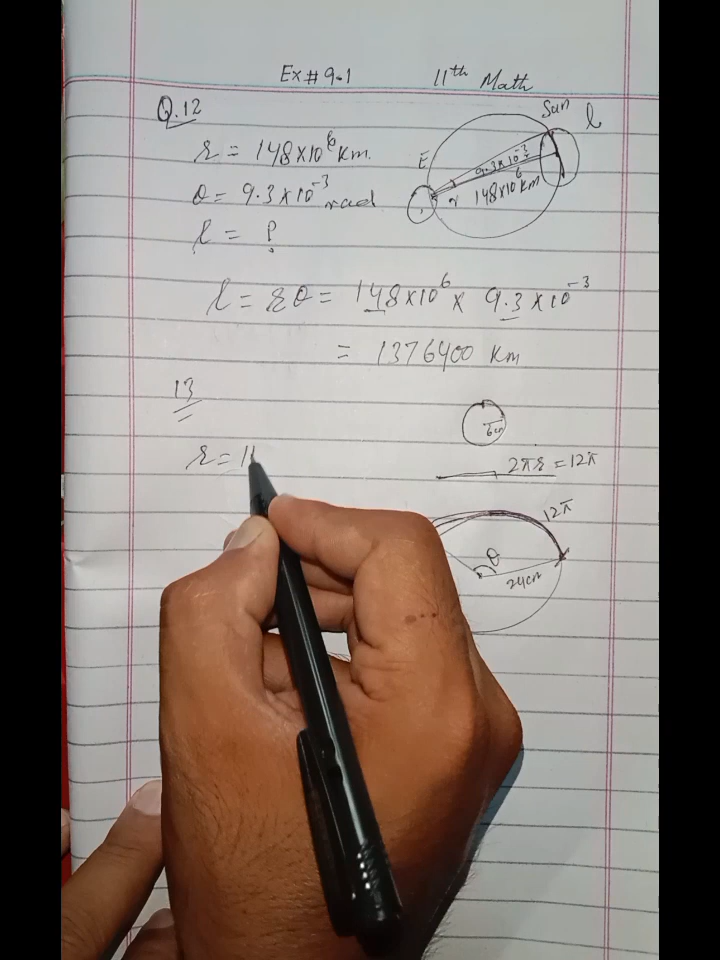 Ex # 9.1 11th Math
Q.12
r = 148×10^6 km.
θ = 9.3×10^-3 rad
l = ?
Sun
l
E
9.3×10^-3
r 148×10^6 km
l = rθ = 148×10^6 × 9.3×10^-3
= 1376400 km
13
6cm
2πr = 12π
r = 1
12π
θ
24cm